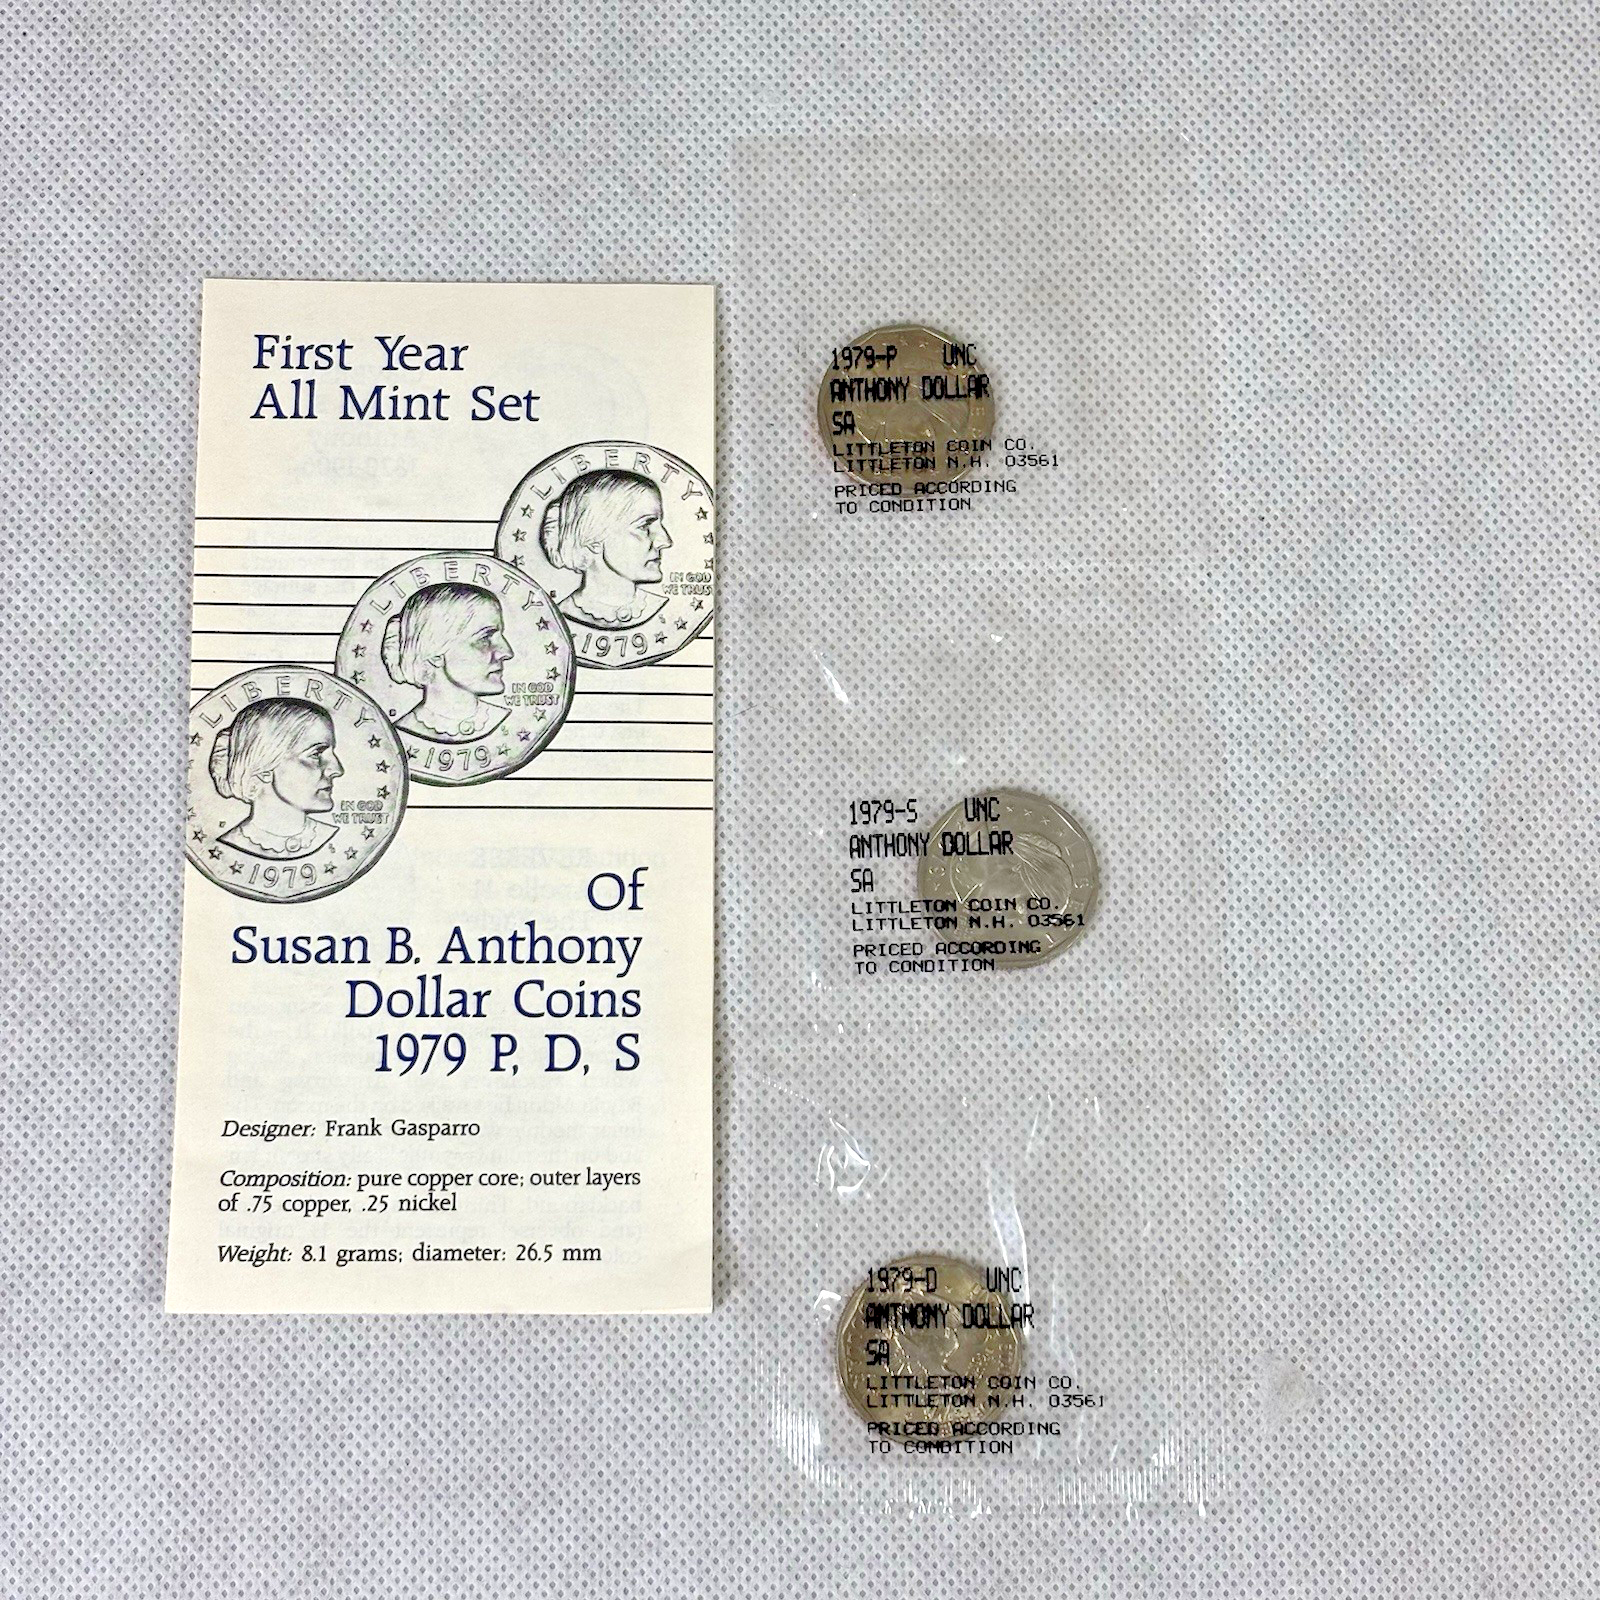 First Year
All Mint Set
LIBERTY
IN GOD
WE TRUS
1979
LIBERTY
IN GOD
WE TRUST
1979
LIBERTY
IN GOD
WE TRUST
1979
Of
Susan B. Anthony
Dollar Coins
1979 P, D, S
Designer: Frank Gasparro
Composition: pure copper core; outer layers
of .75 copper, .25 nickel
Weight: 8.1 grams; diameter: 26.5 mm
1979-P UNC
ANTHONY DOLLAR
SA
LITTLETON COIN CO.
LITTLETON N.H. 03561
PRICED ACCORDING
TO CONDITION
1979-S UNC
ANTHONY DOLLAR
SA
LITTLETON COIN CO.
LITTLETON N.H. 03561
PRICED ACCORDING
TO CONDITION
1979-D UNC
ANTHONY DOLLAR
SA
LITTLETON COIN CO.
LITTLETON N.H. 03561
PRICED ACCORDING
TO CONDITION